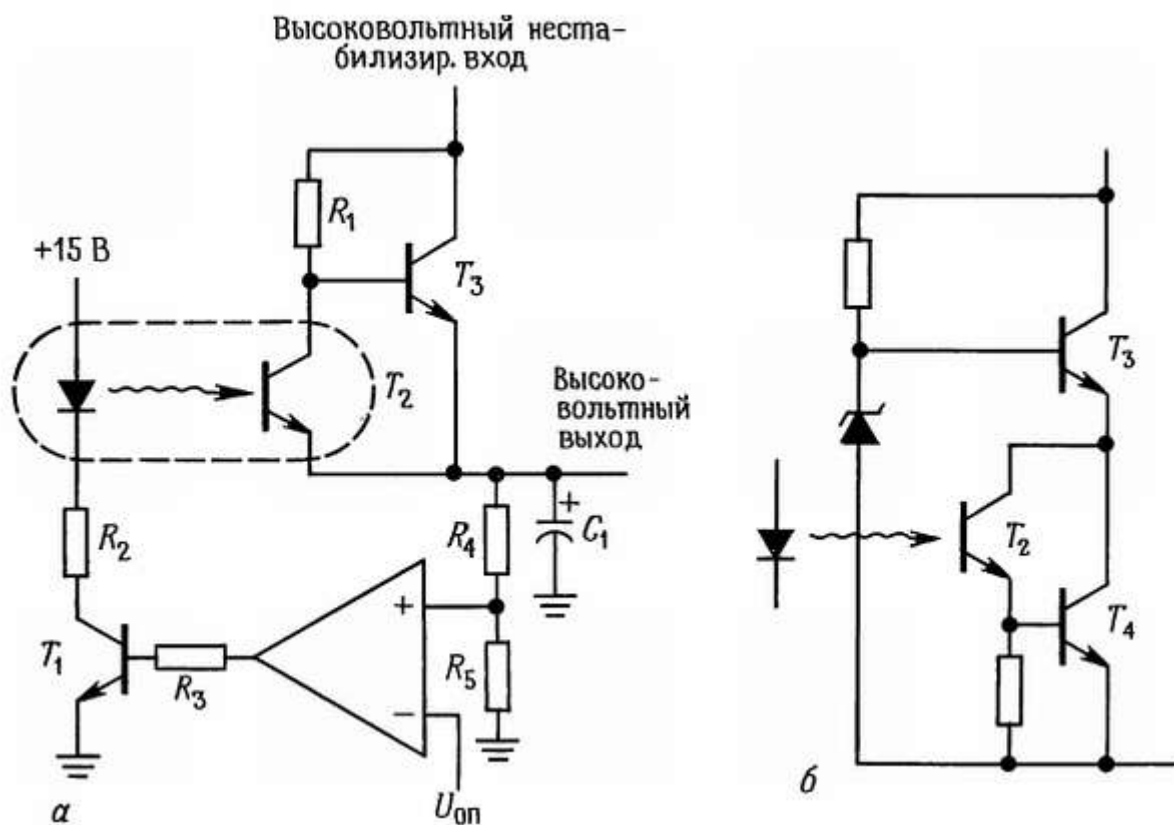 Высоковольтный неста-
билизир. вход
R1
+15 В
T3
T2
Высоко-
вольтный
выход
R2
R4
+
C1
T1
R3
+
R5
−
Uоп
а
T3
T2
T4
б